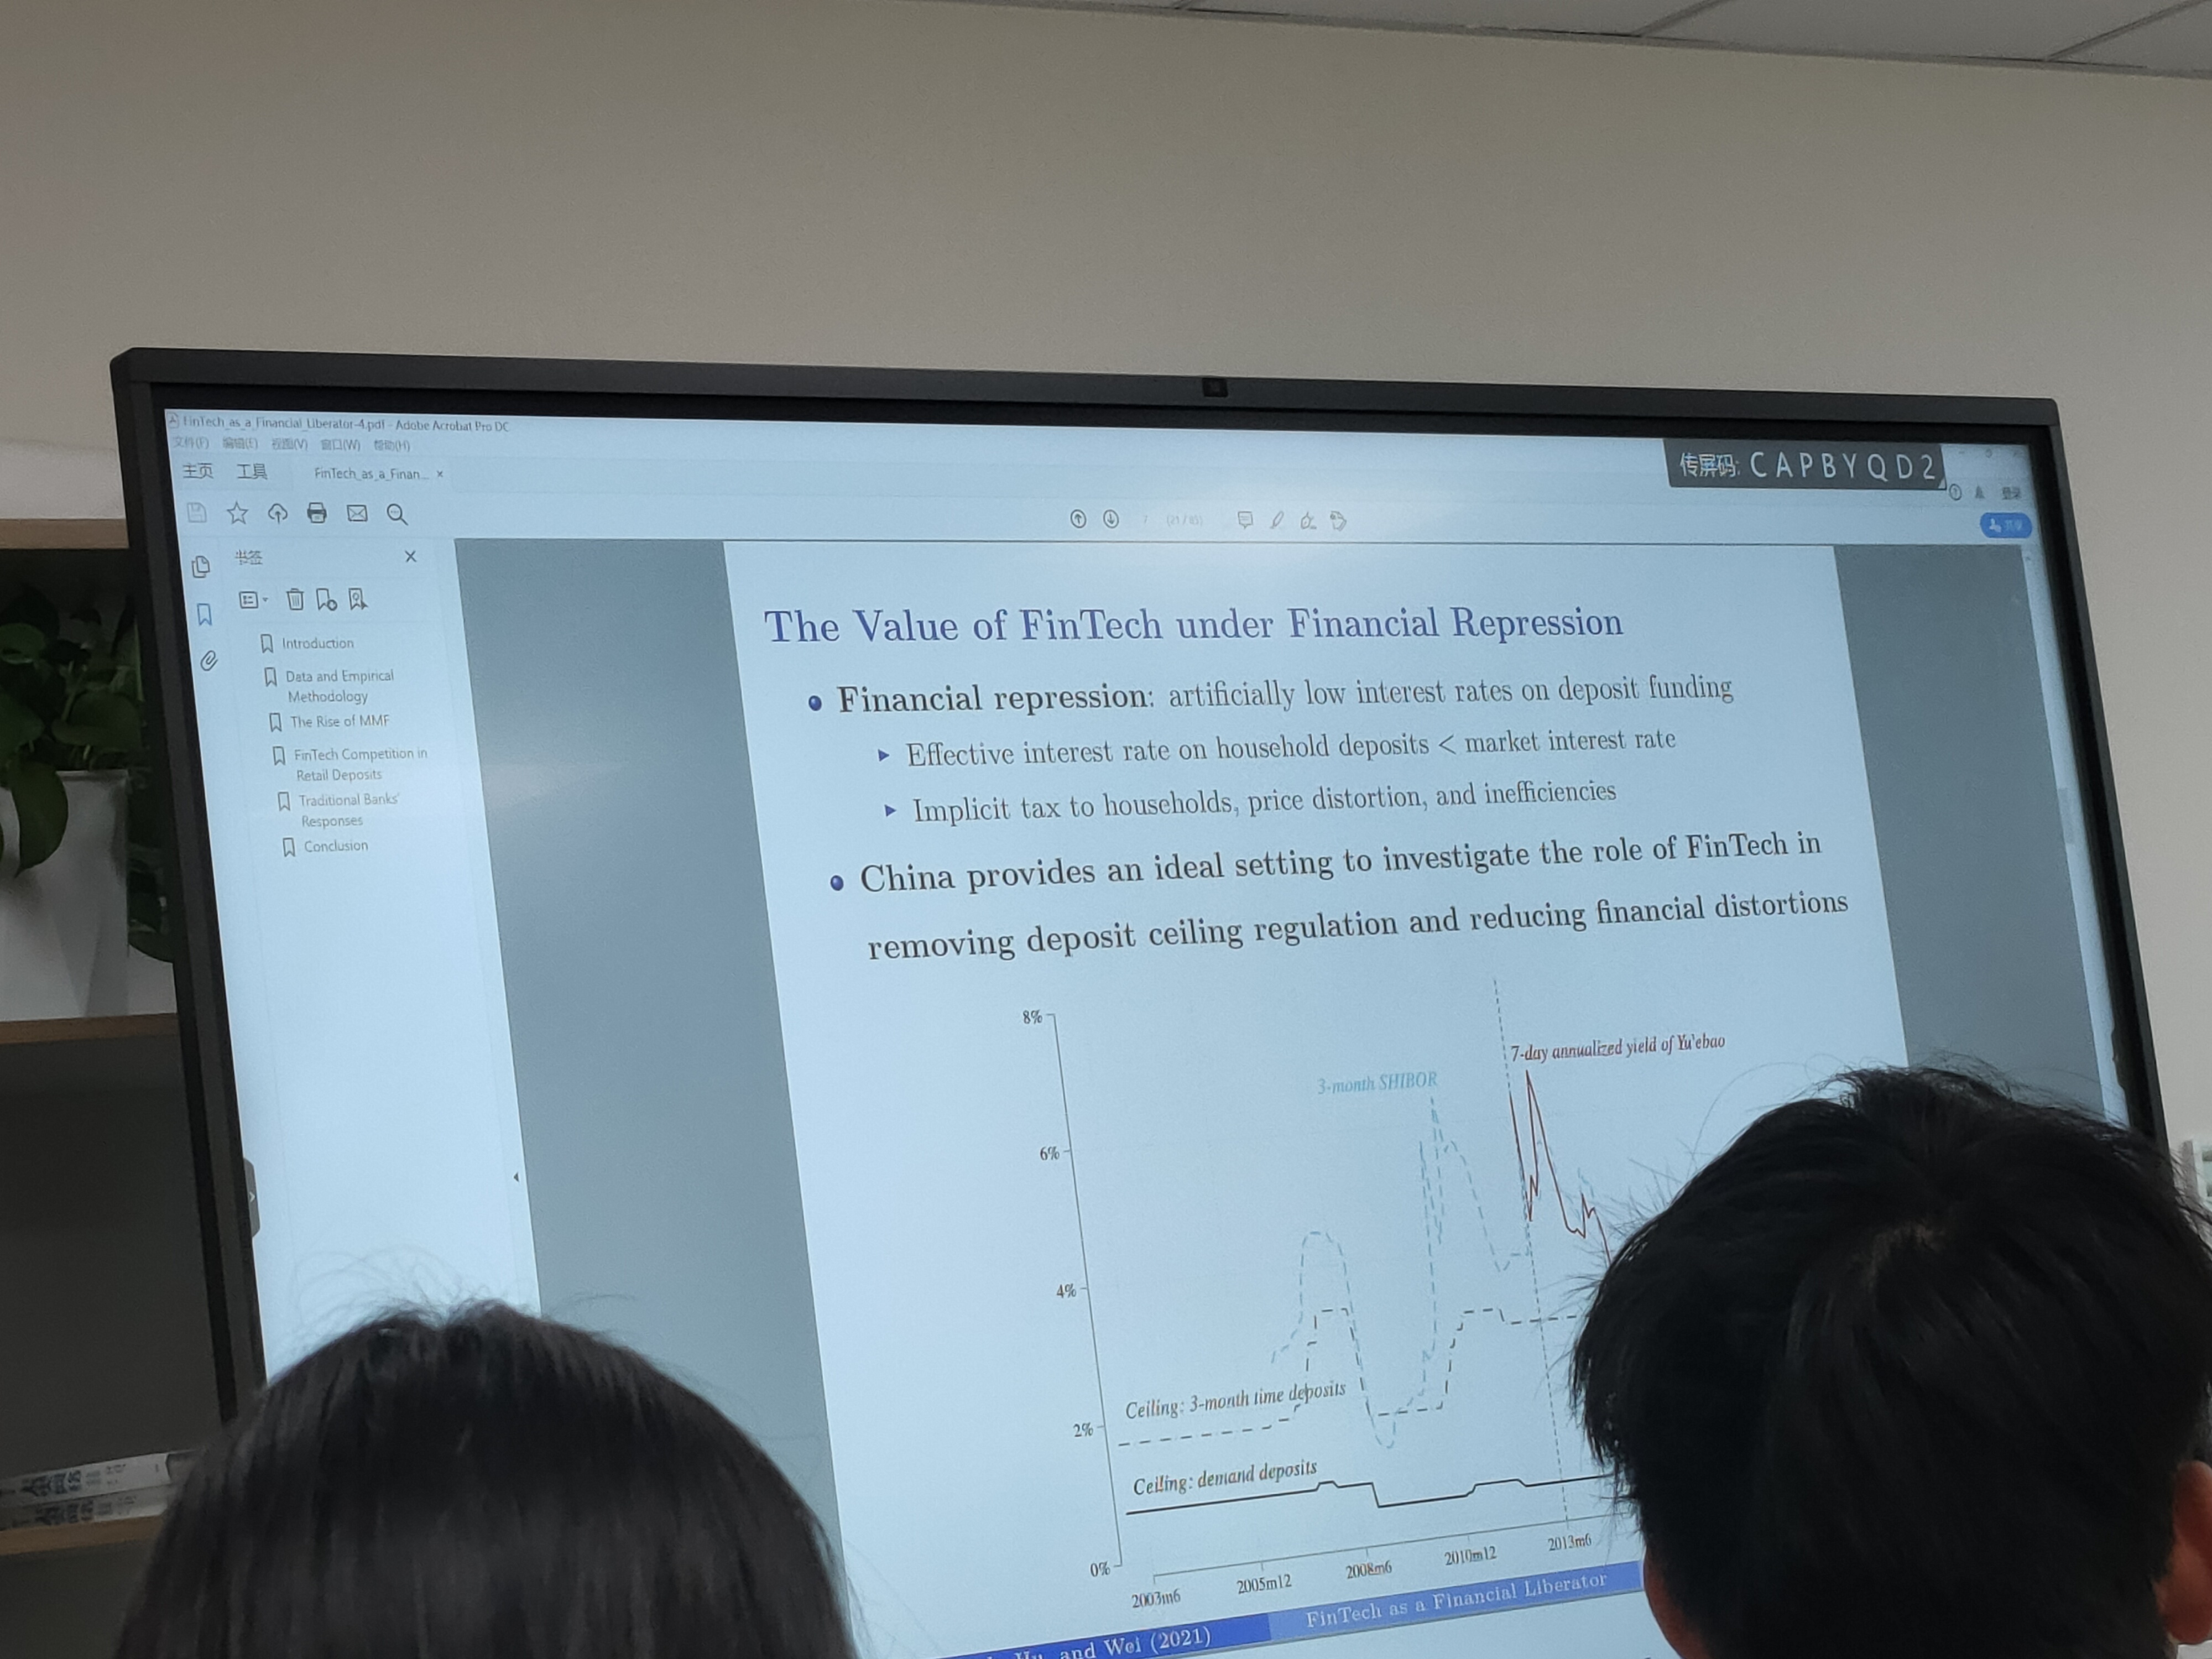 FinTech_as_a_Financial_Liberator-4.pdf - Adobe Acrobat Pro DC
文件(F) 编辑(E) 视图(V) 窗口(W) 帮助(H)
主页 工具 FinTech_as_a_Finan... ×
传屏码: CAPBYQD2
登录
共享
书签
Introduction
Data and Empirical
Methodology
The Rise of MMF
FinTech Competition in
Retail Deposits
Traditional Banks'
Responses
Conclusion
The Value of FinTech under Financial Repression
Financial repression: artificially low interest rates on deposit funding
Effective interest rate on household deposits < market interest rate
Implicit tax to households, price distortion, and inefficiencies
China provides an ideal setting to investigate the role of FinTech in
removing deposit ceiling regulation and reducing financial distortions
8%
7-day annualized yield of Yu'ebao
3-month SHIBOR
6%
4%
Ceiling: 3-month time deposits
2%
Ceiling: demand deposits
0%
2003m6 2005m12 2008m6 2010m12 2013m6
and Wei (2021) FinTech as a Financial Liberator